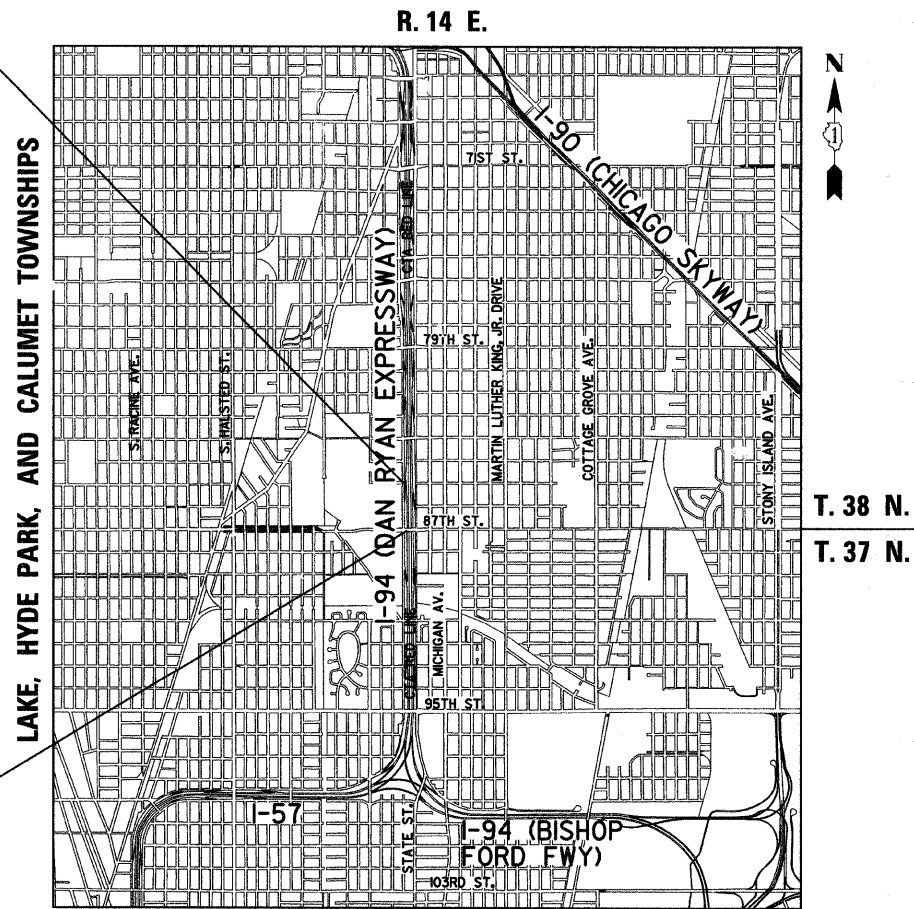 R. 14 E.
N
1
I-90 (CHICAGO SKYWAY)
71ST ST.
CTA RED LINE
LAKE, HYDE PARK, AND CALUMET TOWNSHIPS
I-94 (DAN RYAN EXPRESSWAY)
79TH ST.
MARTIN LUTHER KING, JR. DRIVE
COTTAGE GROVE AVE.
S. RACINE AVE.
S. HALSTED ST.
STONY ISLAND AVE.
T. 38 N.
87TH ST.
T. 37 N.
MICHIGAN AV.
CTA RED LINE
95TH ST.
I-57
STATE ST.
I-94 (BISHOP
FORD FWY)
103RD ST.